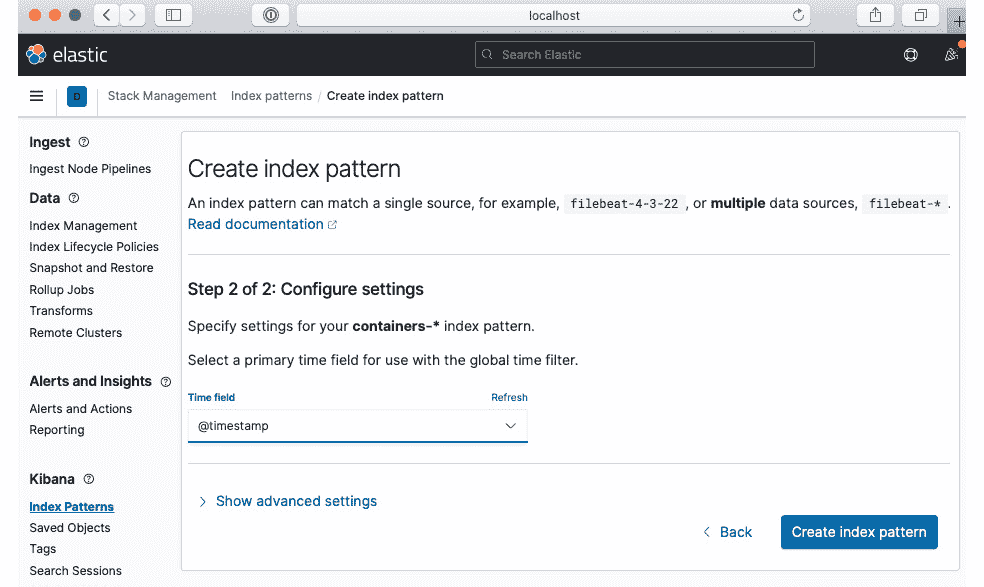 localhost
elastic
Search Elastic
D
Stack Management Index patterns / Create index pattern
Ingest
Ingest Node Pipelines
Data
Index Management
Index Lifecycle Policies
Snapshot and Restore
Rollup Jobs
Transforms
Remote Clusters
Alerts and Insights
Alerts and Actions
Reporting
Kibana
Index Patterns
Saved Objects
Tags
Search Sessions
Create index pattern
An index pattern can match a single source, for example, filebeat-4-3-22 , or multiple data sources, filebeat-* .
Read documentation
Step 2 of 2: Configure settings
Specify settings for your containers-* index pattern.
Select a primary time field for use with the global time filter.
Time field Refresh
@timestamp
Show advanced settings
Back Create index pattern